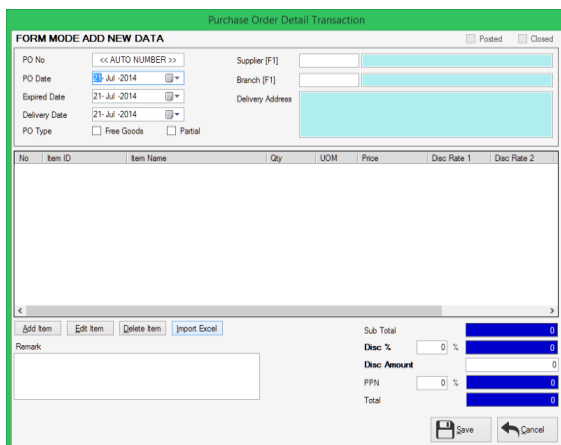 Purchase Order Detail Transaction
FORM MODE ADD NEW DATA Posted Closed
PO No << AUTO NUMBER >> Supplier [F1]
PO Date 21- Jul -2014 Branch [F1]
Expired Date 21- Jul -2014 Delivery Address
Delivery Date 21- Jul -2014
PO Type Free Goods Partial
No Item ID Item Name Qty UOM Price Disc Rate 1 Disc Rate 2
Add Item Edit Item Delete Item Import Excel Sub Total 0
Remark Disc % 0 % 0
Disc Amount 0
PPN 0 % 0
Total 0
Save Cancel